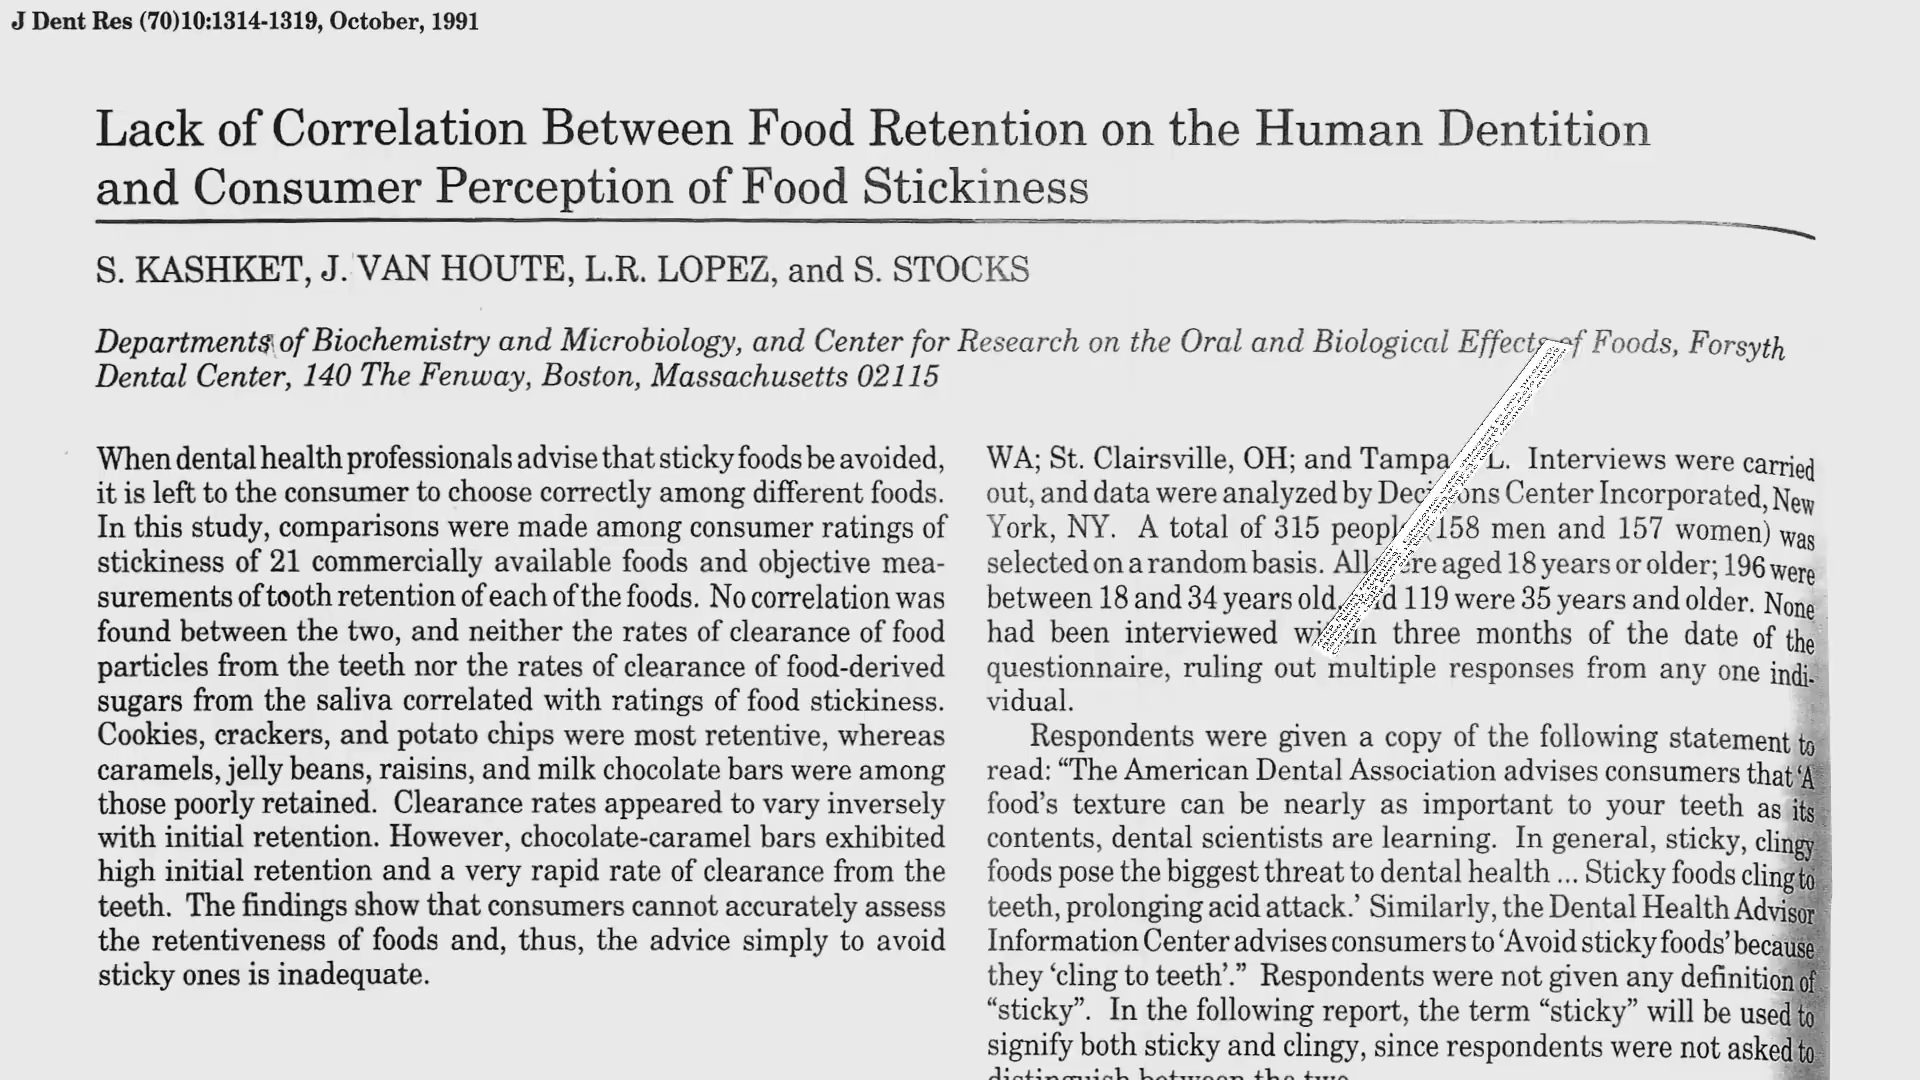 J Dent Res (70)10:1314-1319, October, 1991
Lack of Correlation Between Food Retention on the Human Dentition
and Consumer Perception of Food Stickiness
S. KASHKET, J. VAN HOUTE, L.R. LOPEZ, and S. STOCKS
Departments of Biochemistry and Microbiology, and Center for Research on the Oral and Biological Effects of Foods, Forsyth
Dental Center, 140 The Fenway, Boston, Massachusetts 02115
When dental health professionals advise that sticky foods be avoided,
it is left to the consumer to choose correctly among different foods.
In this study, comparisons were made among consumer ratings of
stickiness of 21 commercially available foods and objective mea-
surements of tooth retention of each of the foods. No correlation was
found between the two, and neither the rates of clearance of food
particles from the teeth nor the rates of clearance of food-derived
sugars from the saliva correlated with ratings of food stickiness.
Cookies, crackers, and potato chips were most retentive, whereas
caramels, jelly beans, raisins, and milk chocolate bars were among
those poorly retained. Clearance rates appeared to vary inversely
with initial retention. However, chocolate-caramel bars exhibited
high initial retention and a very rapid rate of clearance from the
teeth. The findings show that consumers cannot accurately assess
the retentiveness of foods and, thus, the advice simply to avoid
sticky ones is inadequate.
WA; St. Clairsville, OH; and Tampa L. Interviews were carried
out, and data were analyzed by Decisions Center Incorporated, New
York, NY. A total of 315 people (158 men and 157 women) was
selected on a random basis. All were aged 18 years or older; 196 were
between 18 and 34 years old, and 119 were 35 years and older. None
had been interviewed within three months of the date of the
questionnaire, ruling out multiple responses from any one indi-
vidual.
Respondents were given a copy of the following statement to
read: “The American Dental Association advises consumers that ‘A
food’s texture can be nearly as important to your teeth as its
contents, dental scientists are learning. In general, sticky, clingy
foods pose the biggest threat to dental health ... Sticky foods cling to
teeth, prolonging acid attack.’ Similarly, the Dental Health Advisor
Information Center advises consumers to ‘Avoid sticky foods’ because
they ‘cling to teeth’.” Respondents were not given any definition of
“sticky”. In the following report, the term “sticky” will be used to
signify both sticky and clingy, since respondents were not asked to
distinguish between the two.